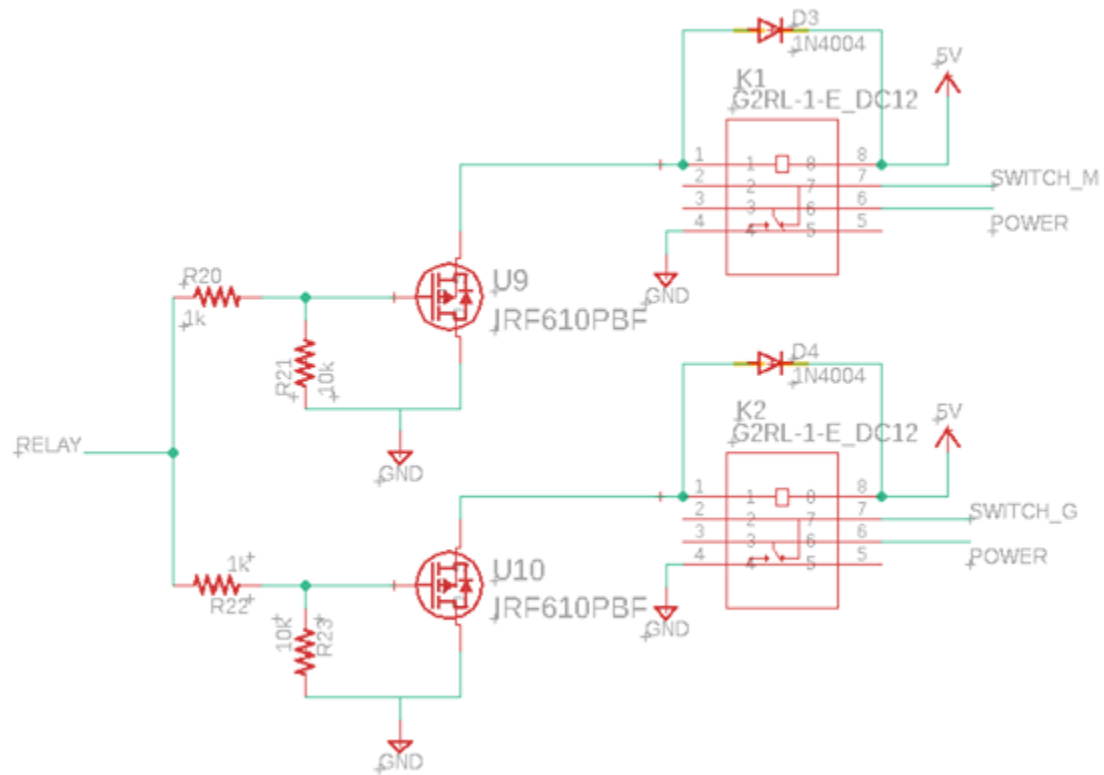 D3
1N4004
5V
K1
G2RL-1-E_DC12
1 1 8 8
2 2 7 7
SWITCH_M
3 3 6 6
4 4 5 5
POWER
GND
R20
1k
U9
IRF610PBF
R21
10k
GND
RELAY
D4
1N4004
5V
K2
G2RL-1-E_DC12
1 1 8 8
2 2 7 7
SWITCH_G
3 3 6 6
4 4 5 5
POWER
GND
1k
R22
U10
IRF610PBF
10k
R23
GND